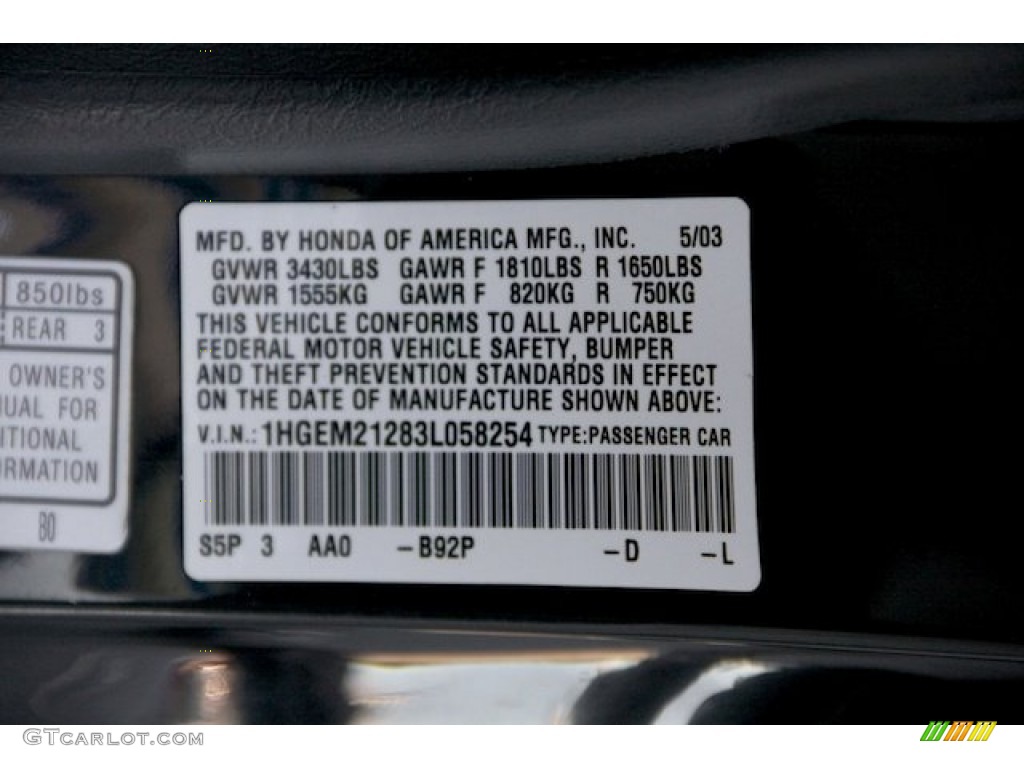 850lbs
REAR 3
OWNER'S
UAL FOR
ITIONAL
RMATION
B0
MFD. BY HONDA OF AMERICA MFG., INC. 5/03
GVWR 3430LBS GAWR F 1810LBS R 1650LBS
GVWR 1555KG GAWR F 820KG R 750KG
THIS VEHICLE CONFORMS TO ALL APPLICABLE
FEDERAL MOTOR VEHICLE SAFETY, BUMPER
AND THEFT PREVENTION STANDARDS IN EFFECT
ON THE DATE OF MANUFACTURE SHOWN ABOVE:
V.I.N.: 1HGEM21283L058254 TYPE:PASSENGER CAR
S5P 3 AA0 –B92P –D –L
GTCARLOT.COM